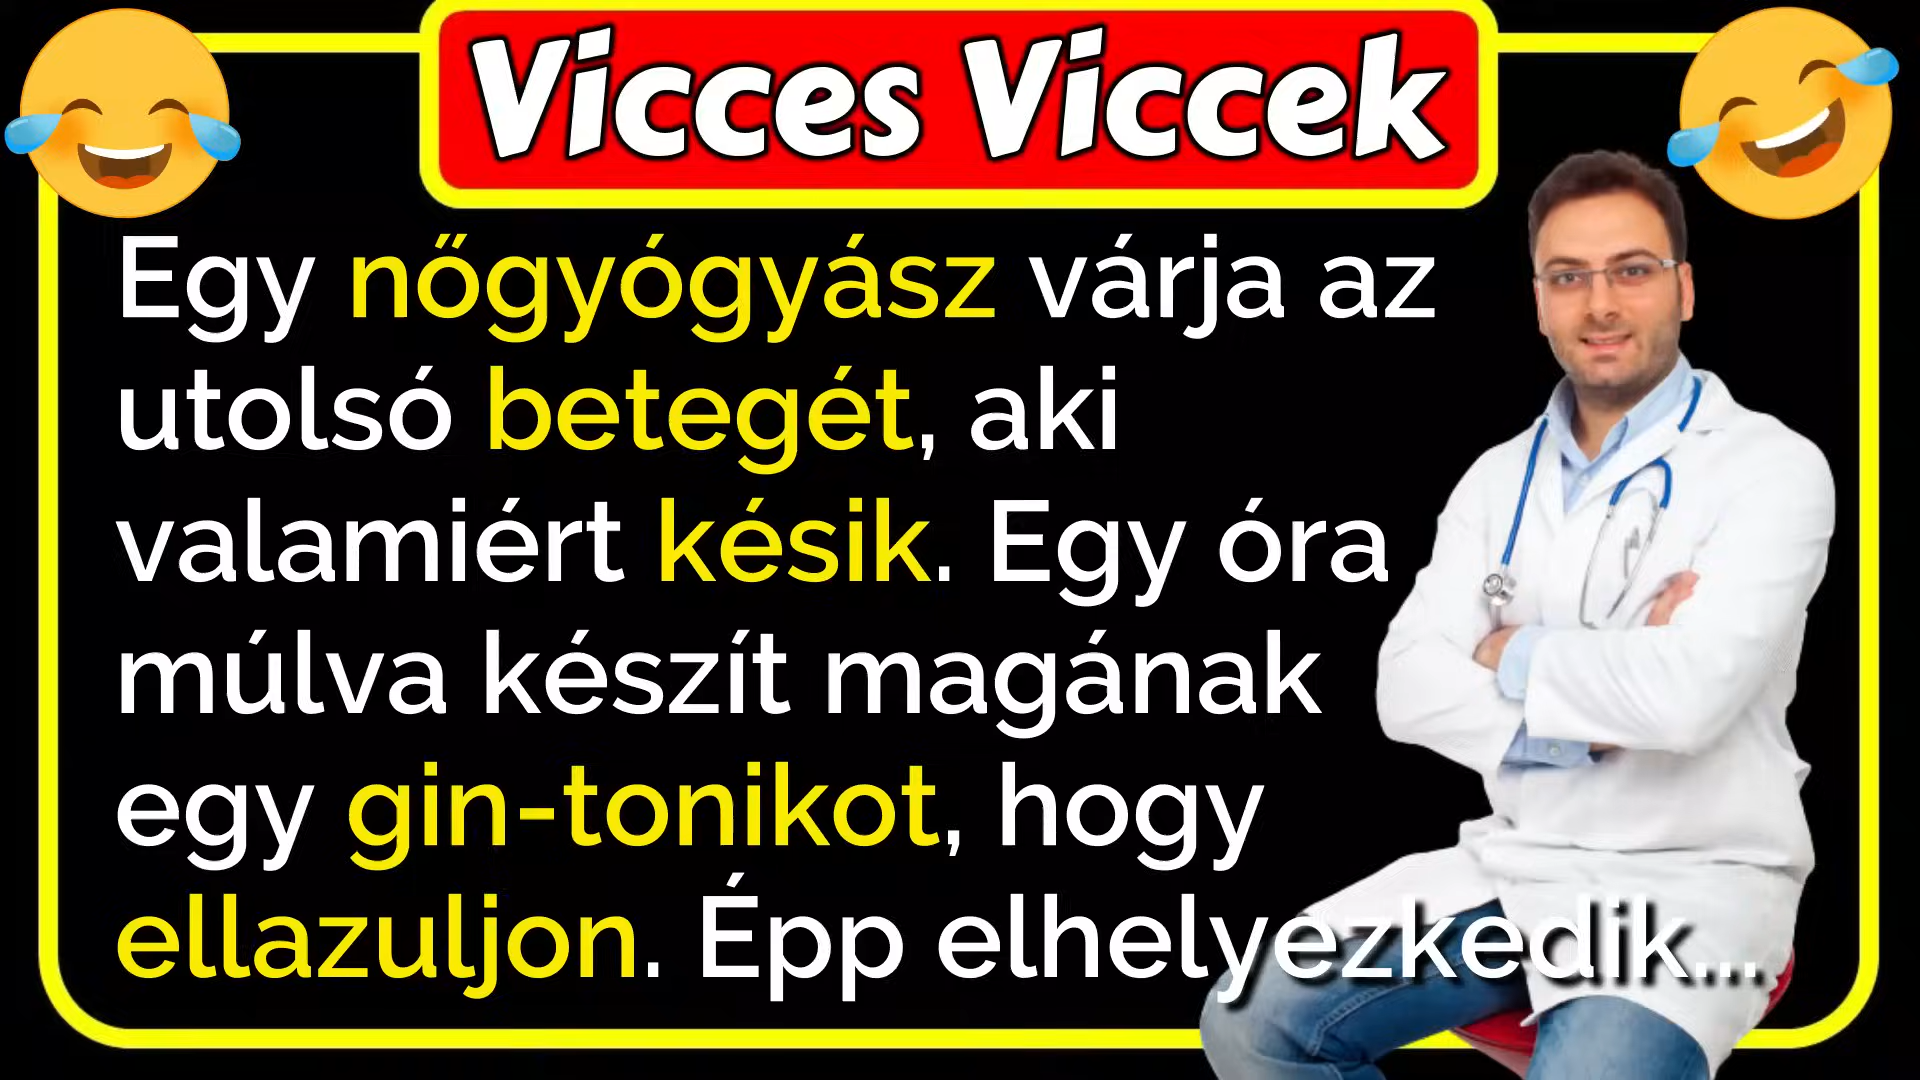 Vicces Viccek
Egy nőgyógyász várja az
utolsó betegét, aki
valamiért késik. Egy óra
múlva készít magának
egy gin-tonikot, hogy
ellazuljon. Épp elhelyezkedik...